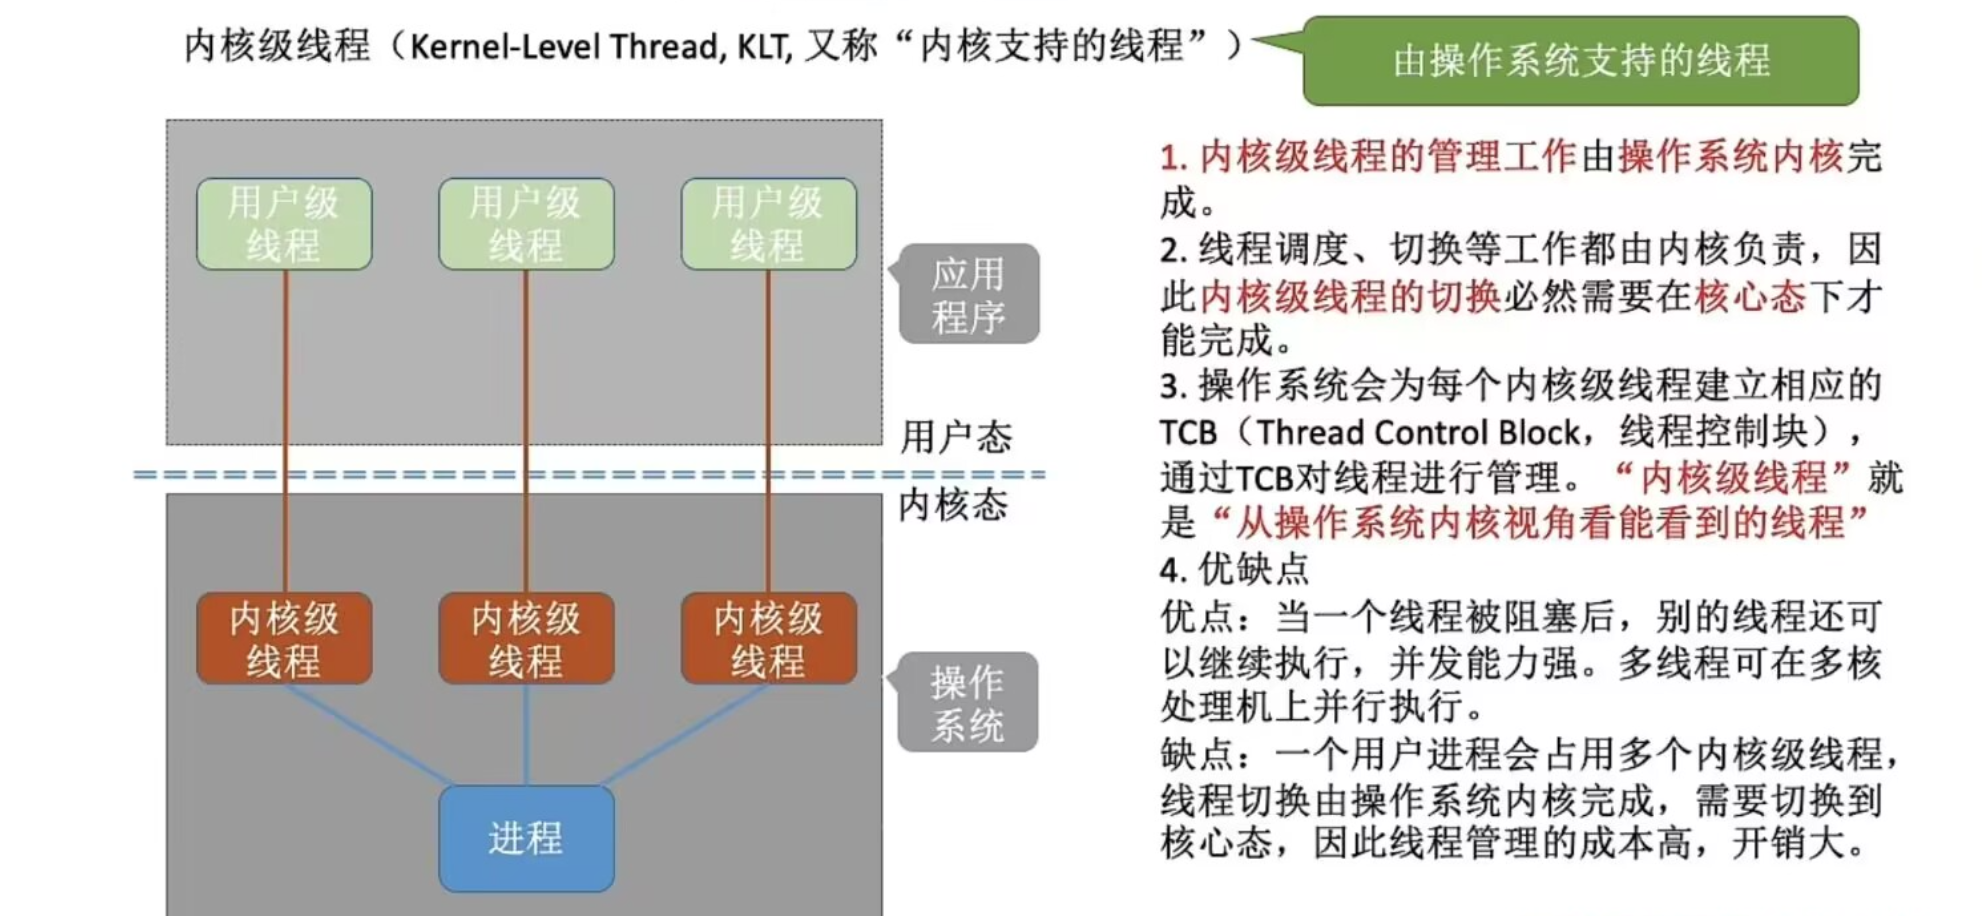 内核级线程（Kernel-Level Thread, KLT, 又称“内核支持的线程”）
由操作系统支持的线程
用户级
线程
用户级
线程
用户级
线程
应用
程序
用户态
内核态
内核级
线程
内核级
线程
内核级
线程
操作
系统
进程
1. 内核级线程的管理工作由操作系统内核完
成。
2. 线程调度、切换等工作都由内核负责，因
此内核级线程的切换必然需要在核心态下才
能完成。
3. 操作系统会为每个内核级线程建立相应的
TCB（Thread Control Block，线程控制块），
通过TCB对线程进行管理。“内核级线程”就
是“从操作系统内核视角看能看到的线程”
4. 优缺点
优点：当一个线程被阻塞后，别的线程还可
以继续执行，并发能力强。多线程可在多核
处理机上并行执行。
缺点：一个用户进程会占用多个内核级线程，
线程切换由操作系统内核完成，需要切换到
核心态，因此线程管理的成本高，开销大。